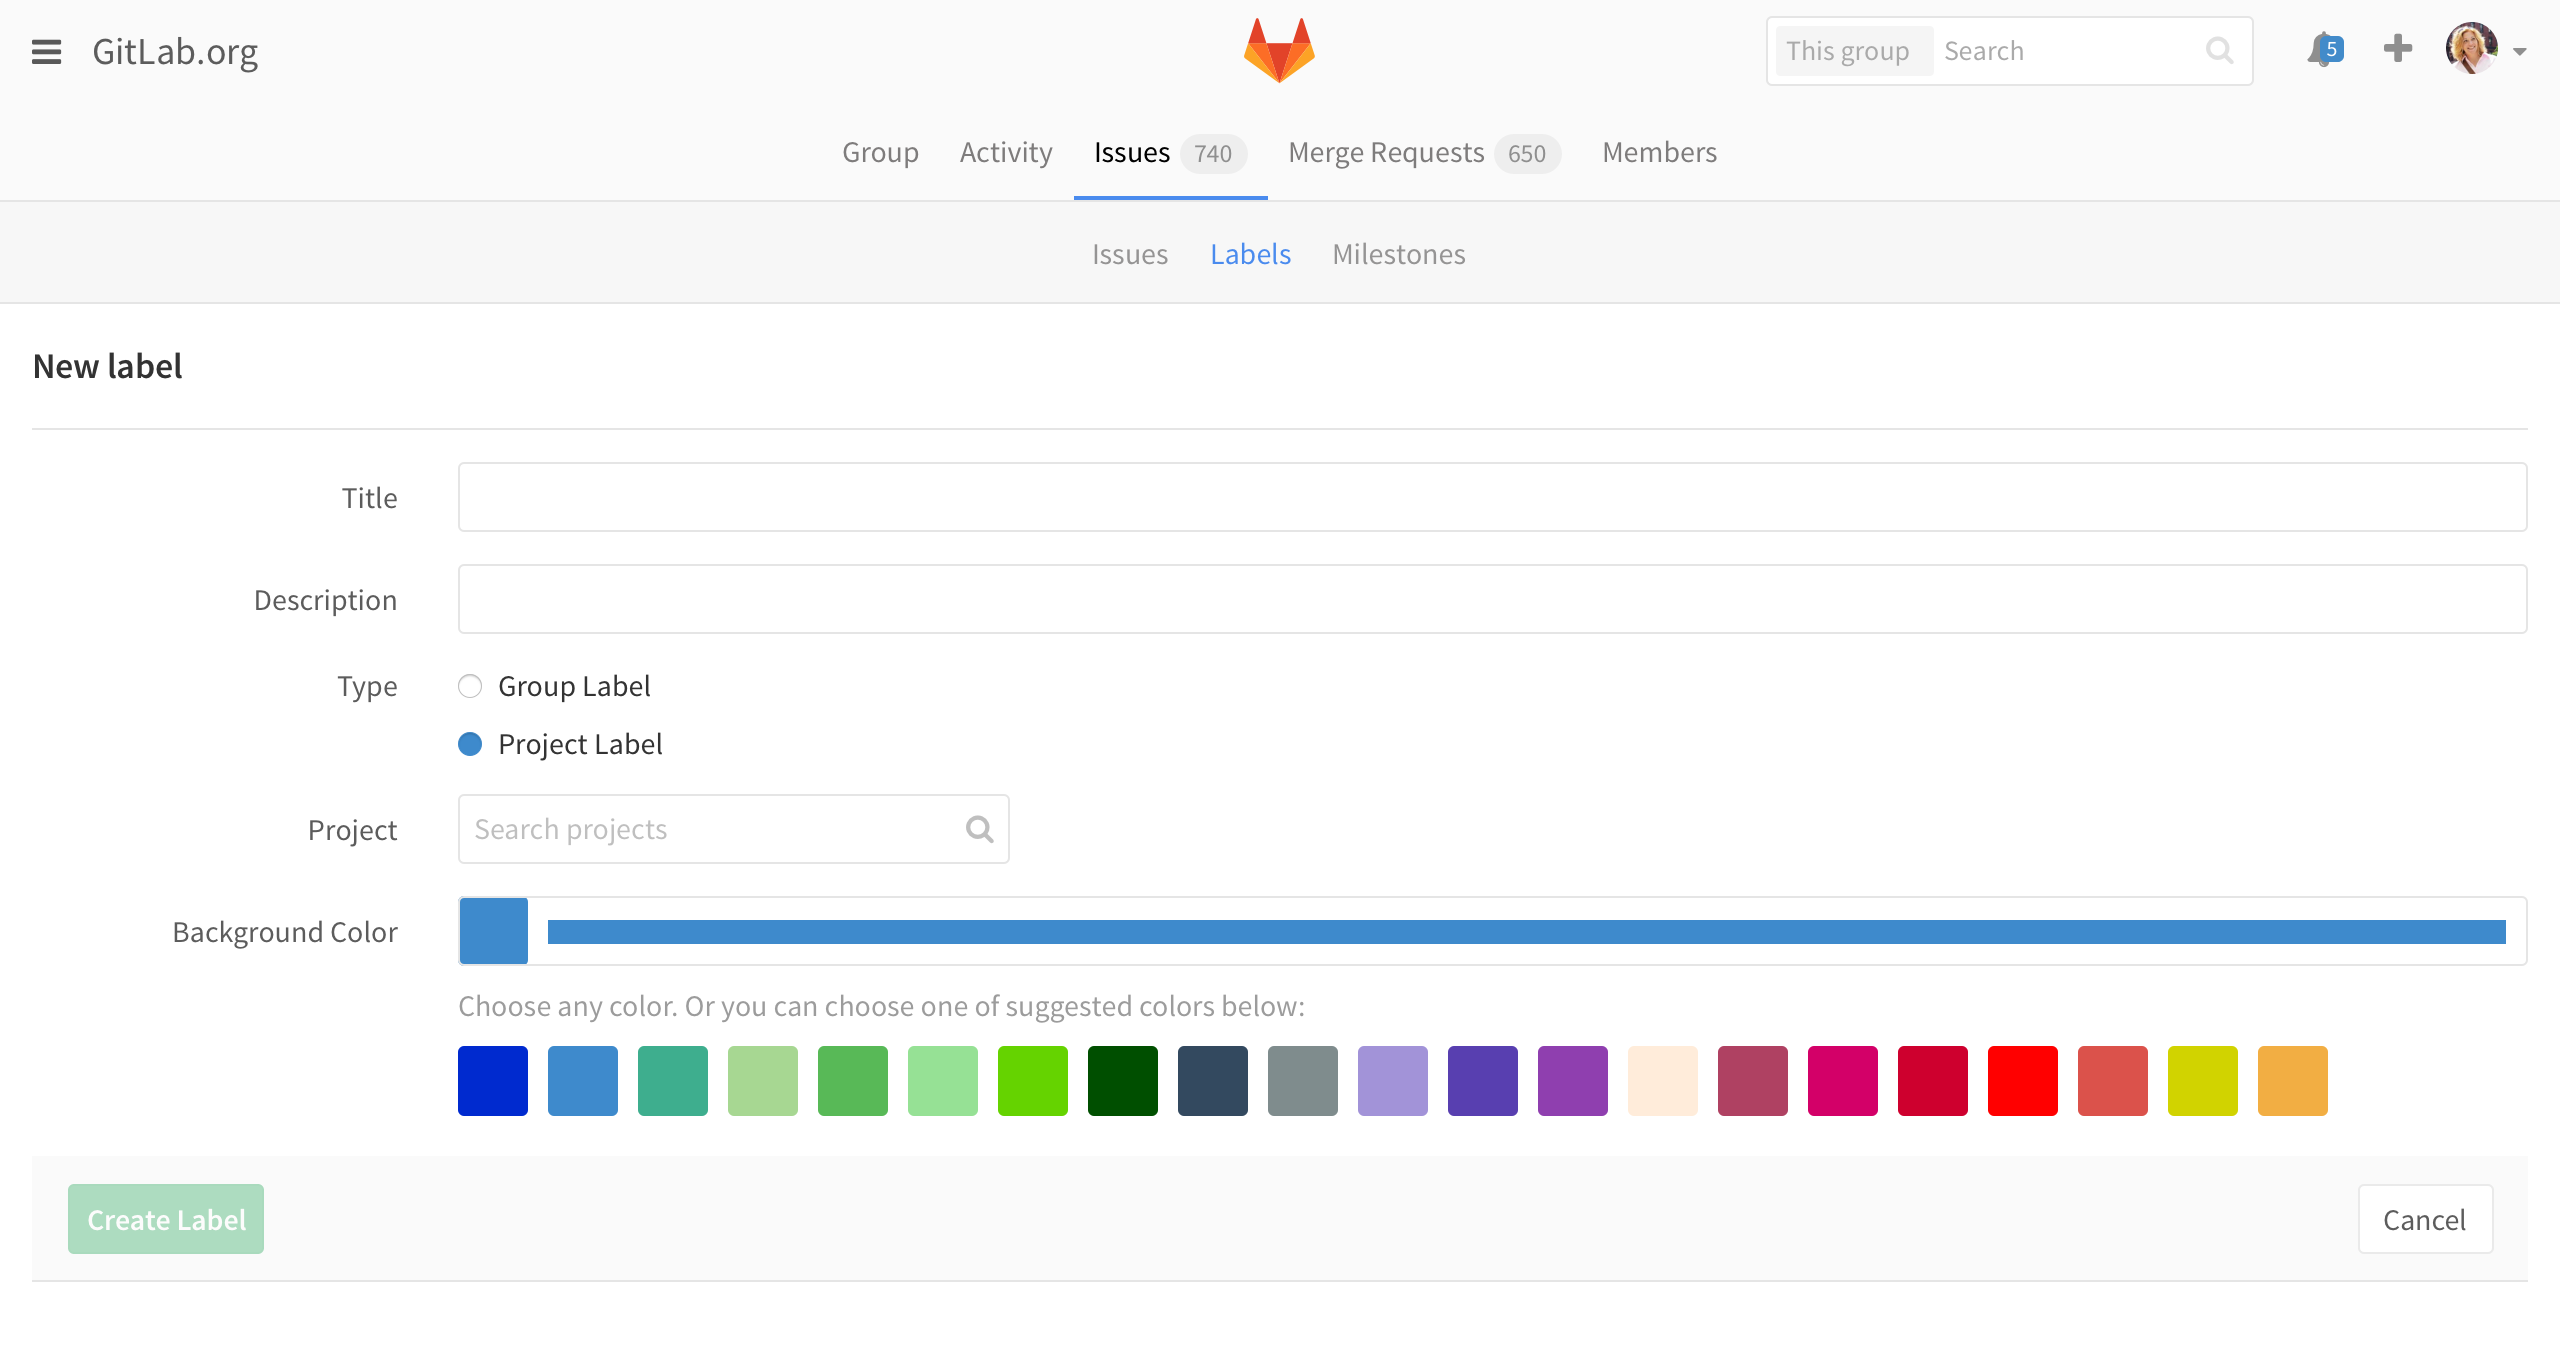 GitLab.org
This group Search
5
Group Activity Issues 740 Merge Requests 650 Members
Issues Labels Milestones
New label
Title
Description
Type Group Label
Project Label
Project Search projects
Background Color
Choose any color. Or you can choose one of suggested colors below:
Create Label Cancel